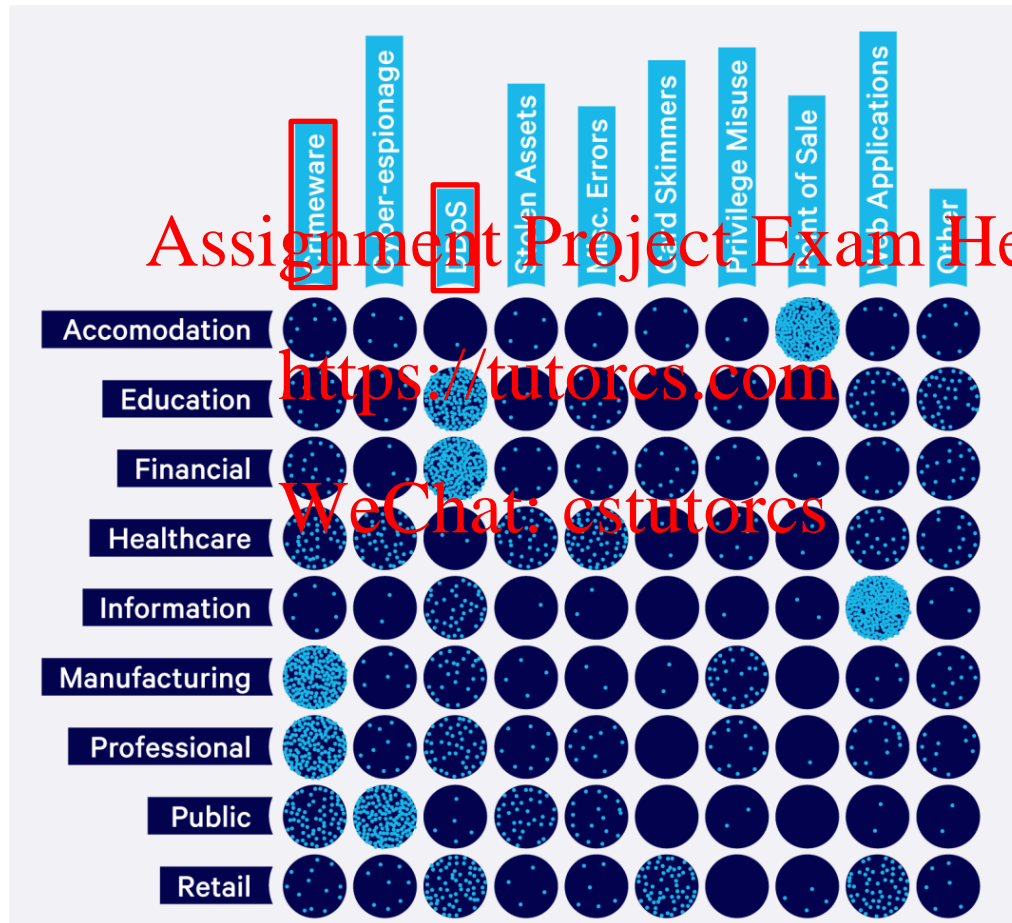 Crimeware
Cyber-espionage
DDoS
Stolen Assets
Misc. Errors
Card Skimmers
Privilege Misuse
Point of Sale
Web Applications
Other
Assignment Project Exam He
Accomodation
https://tutorcs.com
Education
Financial
WeChat: cstutorcs
Healthcare
Information
Manufacturing
Professional
Public
Retail